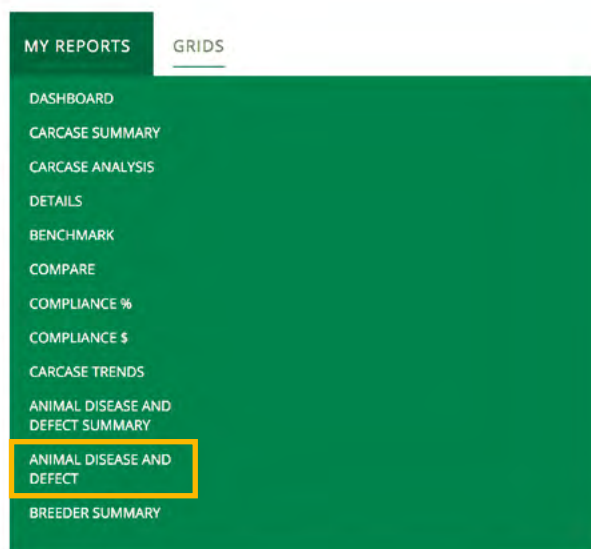 MY REPORTS GRIDS
DASHBOARD
CARCASE SUMMARY
CARCASE ANALYSIS
DETAILS
BENCHMARK
COMPARE
COMPLIANCE %
COMPLIANCE $
CARCASE TRENDS
ANIMAL DISEASE AND
DEFECT SUMMARY
ANIMAL DISEASE AND
DEFECT
BREEDER SUMMARY